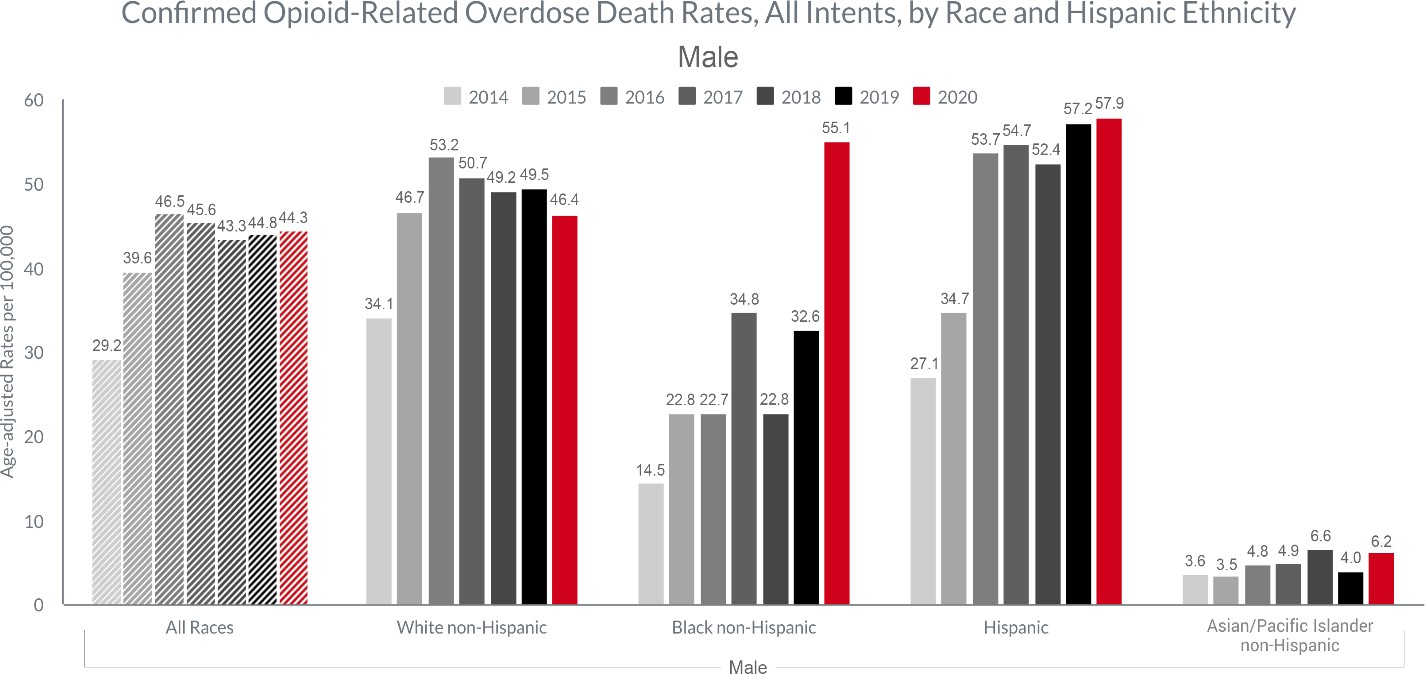 Confirmed Opioid-Related Overdose Death Rates, All Intents, by Race and Hispanic Ethnicity
Male
2014 2015 2016 2017 2018 2019 2020
Age-adjusted Rates per 100,000
60
50
40
30
20
10
0
29.2 39.6 46.5 45.6 43.3 44.8 44.3
34.1 46.7 53.2 50.7 49.2 49.5 46.4
14.5 22.8 22.7 34.8 22.8 32.6 55.1
27.1 34.7 53.7 54.7 52.4 57.2 57.9
3.6 3.5 4.8 4.9 6.6 4.0 6.2
All Races
White non-Hispanic
Black non-Hispanic
Hispanic
Asian/Pacific Islander
non-Hispanic
Male